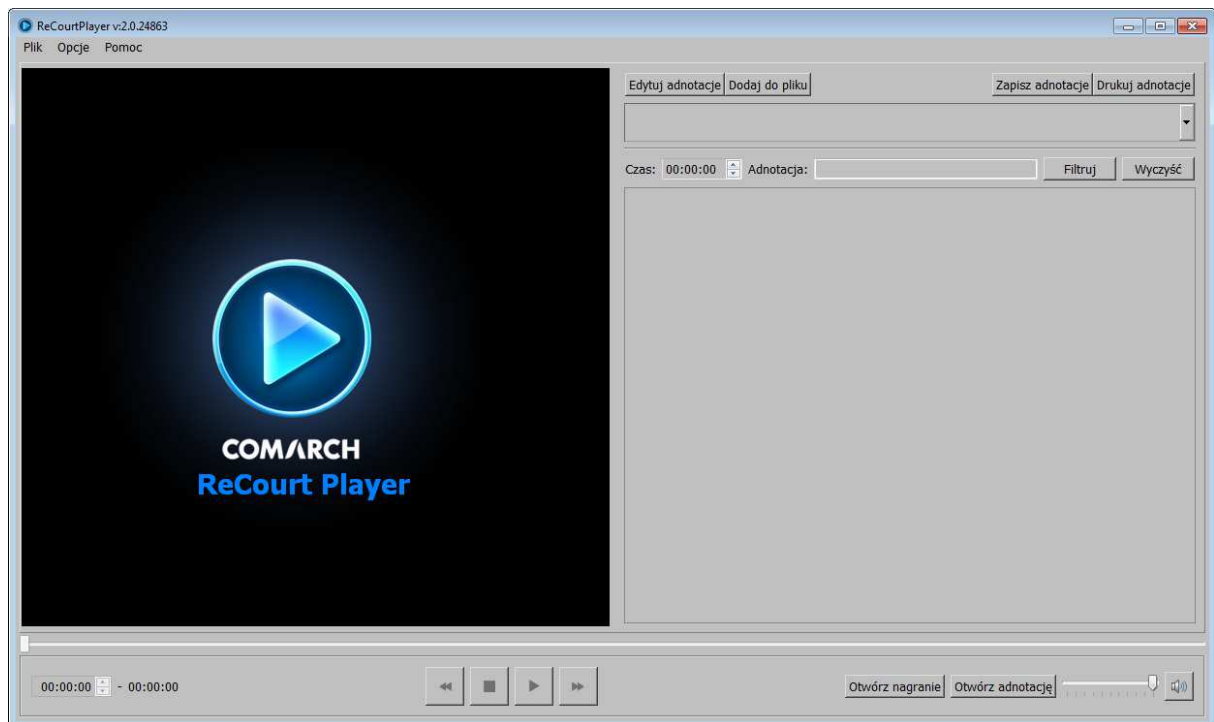 ReCourtPlayer v:2.0.24863
Plik Opcje Pomoc
Edytuj adnotacje Dodaj do pliku Zapisz adnotacje Drukuj adnotacje
Czas: 00:00:00 Adnotacja: Filtruj Wyczyść
COMARCH
ReCourt Player
00:00:00 - 00:00:00 Otwórz nagranie Otwórz adnotację